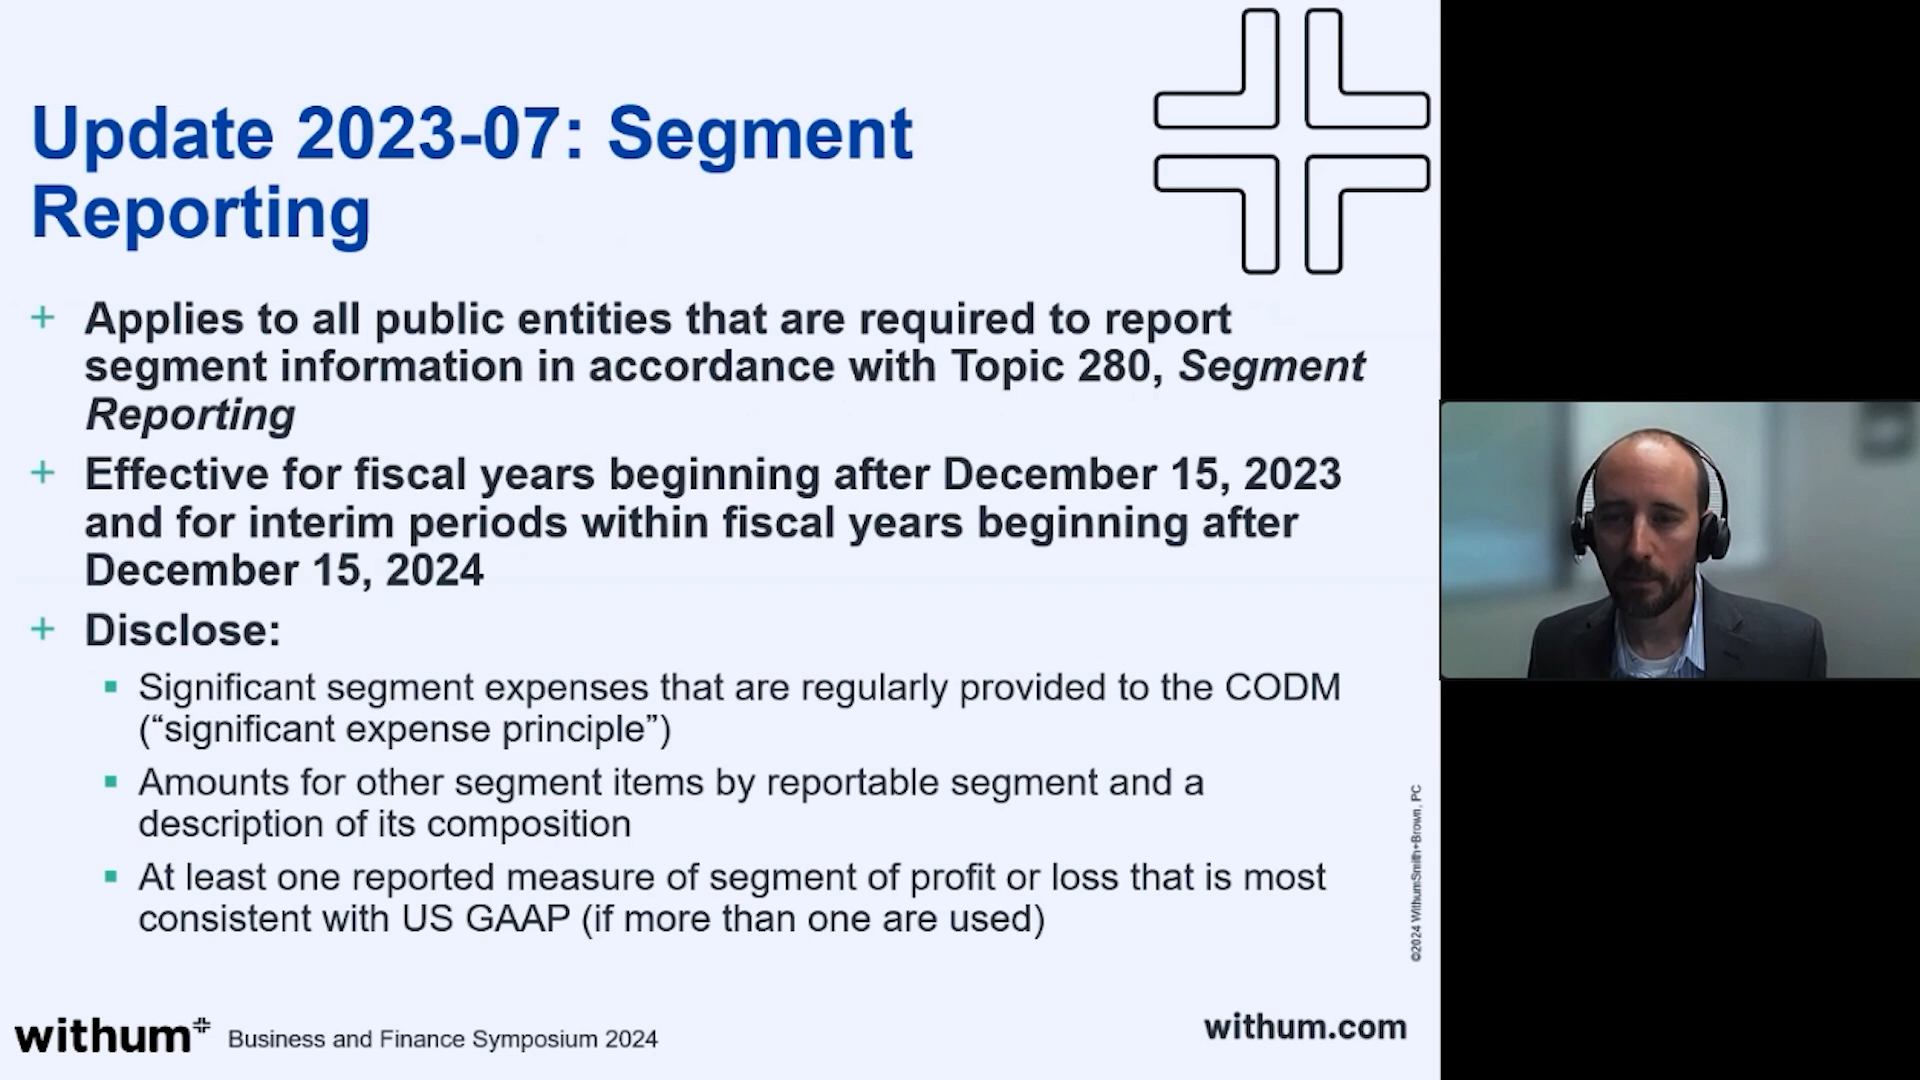 Update 2023-07: Segment
Reporting
+ Applies to all public entities that are required to report
segment information in accordance with Topic 280, Segment
Reporting
+ Effective for fiscal years beginning after December 15, 2023
and for interim periods within fiscal years beginning after
December 15, 2024
+ Disclose:
▪ Significant segment expenses that are regularly provided to the CODM
(“significant expense principle”)
▪ Amounts for other segment items by reportable segment and a
description of its composition
▪ At least one reported measure of segment of profit or loss that is most
consistent with US GAAP (if more than one are used)
©2024 WithumSmith+Brown, PC
withum
Business and Finance Symposium 2024
withum.com